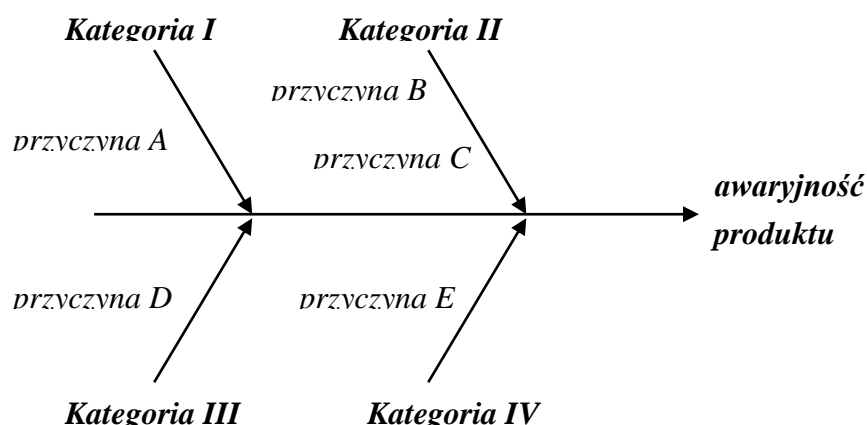 Kategoria I
Kategoria II
przyczyna B
przyczyna A
przyczyna C
awaryjność
produktu
przyczyna D
przyczyna E
Kategoria III
Kategoria IV